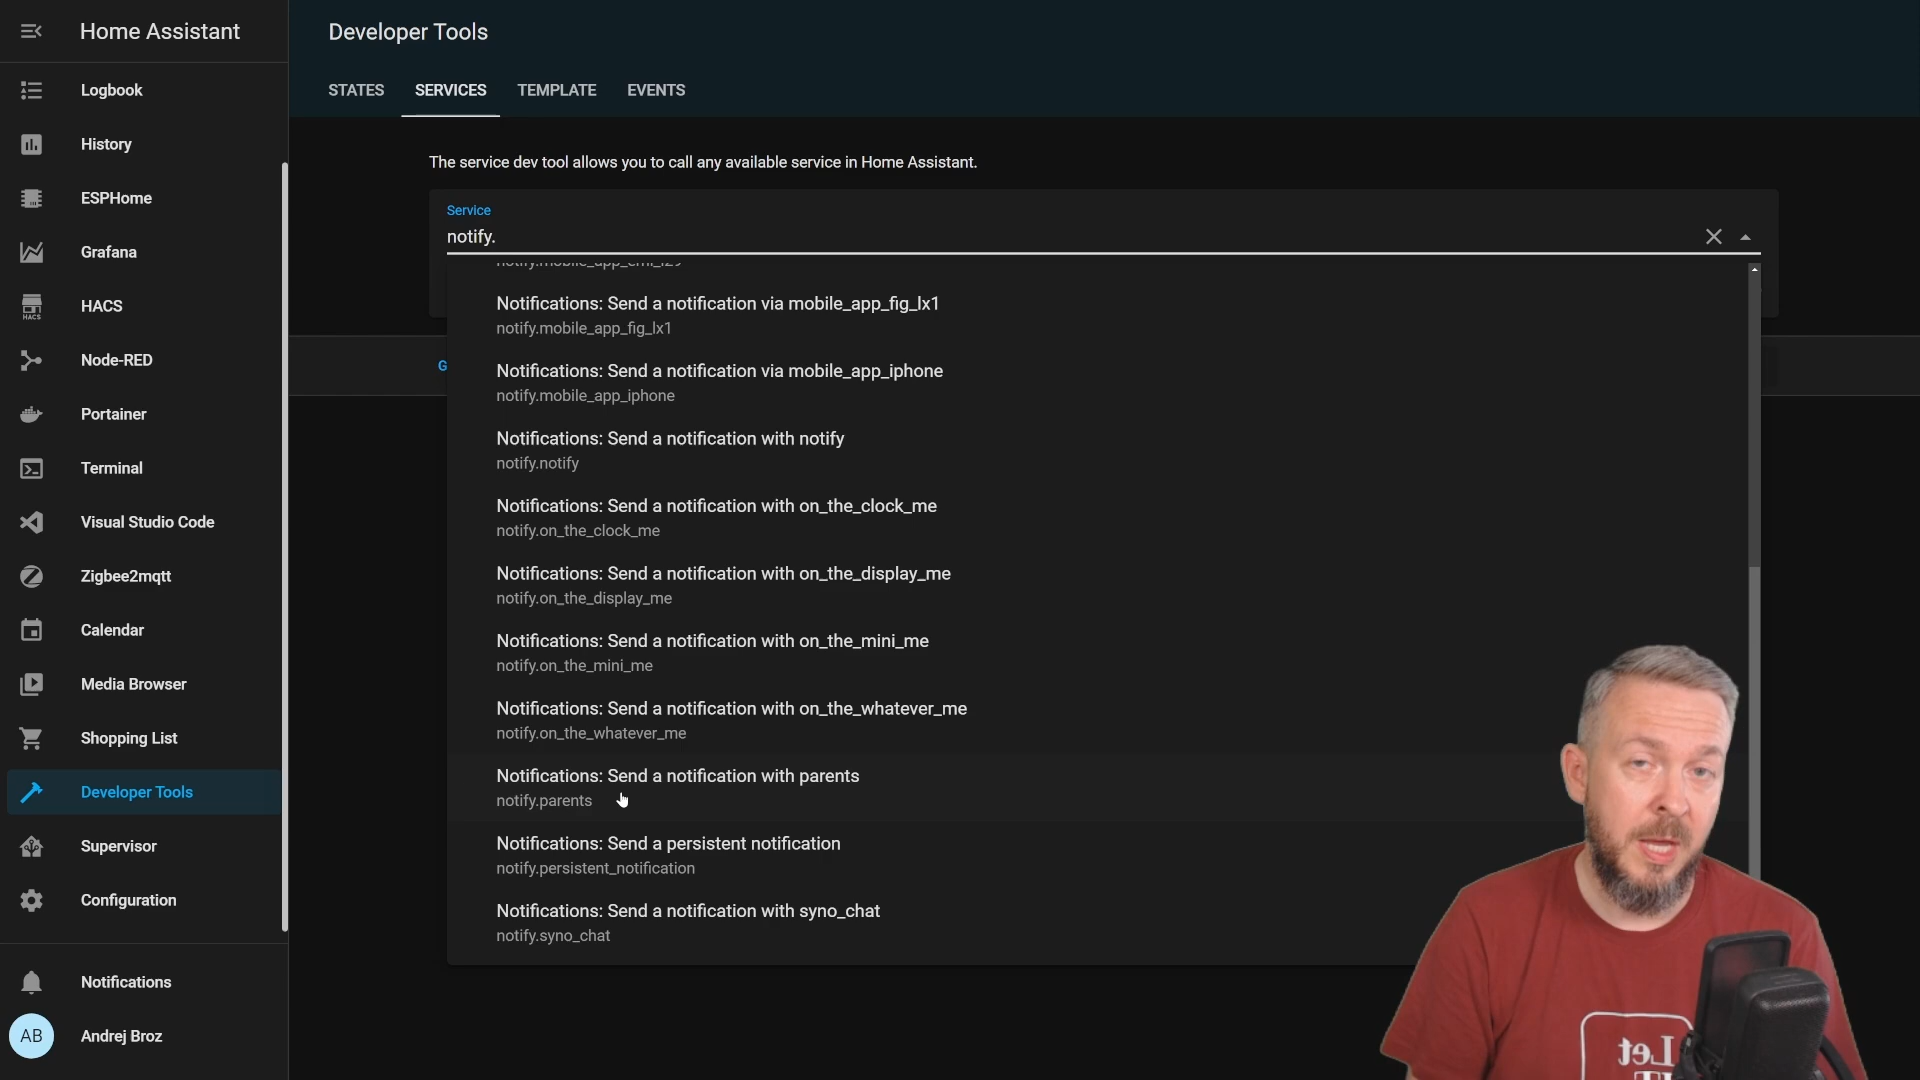 Home Assistant
Developer Tools
Logbook
STATES
SERVICES
TEMPLATE
EVENTS
History
The service dev tool allows you to call any available service in Home Assistant.
ESPHome
Service
notify.
Grafana
HACS
Notifications: Send a notification via mobile_app_fig_lx1
notify.mobile_app_fig_lx1
Node-RED
G
Notifications: Send a notification via mobile_app_iphone
notify.mobile_app_iphone
Portainer
Notifications: Send a notification with notify
notify.notify
Terminal
Notifications: Send a notification with on_the_clock_me
notify.on_the_clock_me
Visual Studio Code
Notifications: Send a notification with on_the_display_me
notify.on_the_display_me
Zigbee2mqtt
Calendar
Notifications: Send a notification with on_the_mini_me
notify.on_the_mini_me
Media Browser
Notifications: Send a notification with on_the_whatever_me
notify.on_the_whatever_me
Shopping List
Notifications: Send a notification with parents
notify.parents
Developer Tools
Notifications: Send a persistent notification
notify.persistent_notification
Supervisor
Configuration
Notifications: Send a notification with syno_chat
notify.syno_chat
Notifications
AB
Andrej Broz
Let